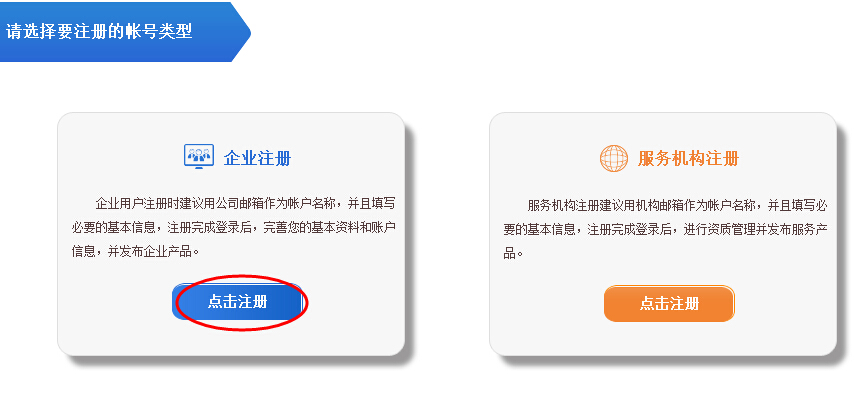 请选择要注册的帐号类型
企业注册
企业用户注册时建议用公司邮箱作为帐户名称，并且填写
必要的基本信息，注册完成登录后，完善您的基本资料和账户
信息，并发布企业产品。
点击注册
服务机构注册
服务机构注册建议用机构邮箱作为帐户名称，并且填写必
要的基本信息，注册完成登录后，进行资质管理并发布服务产
品。
点击注册